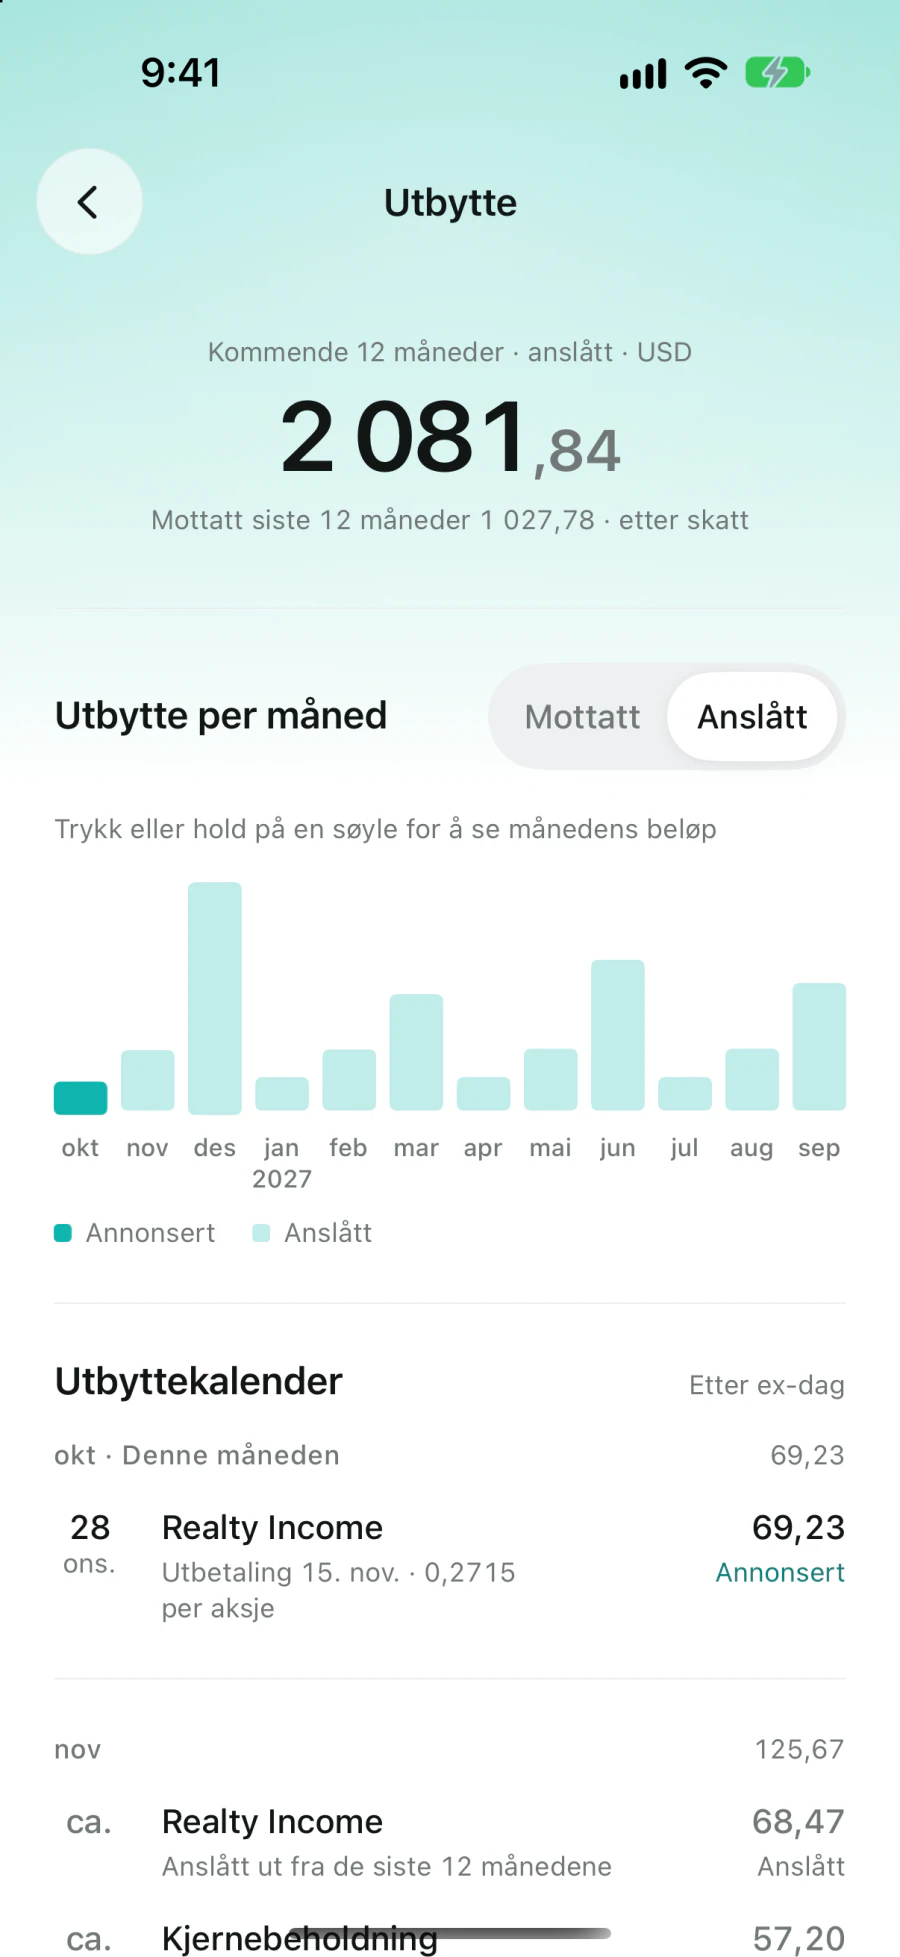 9:41
Utbytte
Kommende 12 måneder · anslått · USD
2 081,84
Mottatt siste 12 måneder 1 027,78 · etter skatt
Utbytte per måned
Mottatt
Anslått
Trykk eller hold på en søyle for å se månedens beløp
okt nov des jan feb mar apr mai jun jul aug sep
2027
Annonsert
Anslått
Utbyttekalender
Etter ex-dag
okt · Denne måneden
69,23
28
ons.
Realty Income
69,23
Utbetaling 15. nov. · 0,2715
per aksje
Annonsert
nov
125,67
ca.
Realty Income
68,47
Anslått ut fra de siste 12 månedene
Anslått
ca.
Kjernebeholdning
57,20